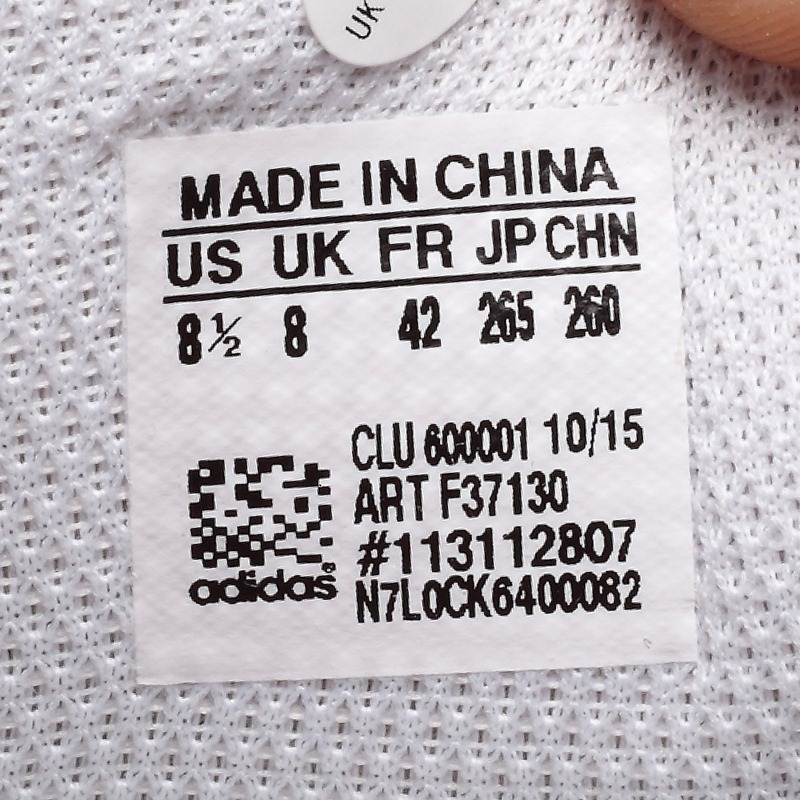 UK
MADE IN CHINA
US UK FR JP CHN
8½ 8 42 265 260
CLU 600001 10/15
ART F37130
#113112807
adidas®
N7L0CK6400082